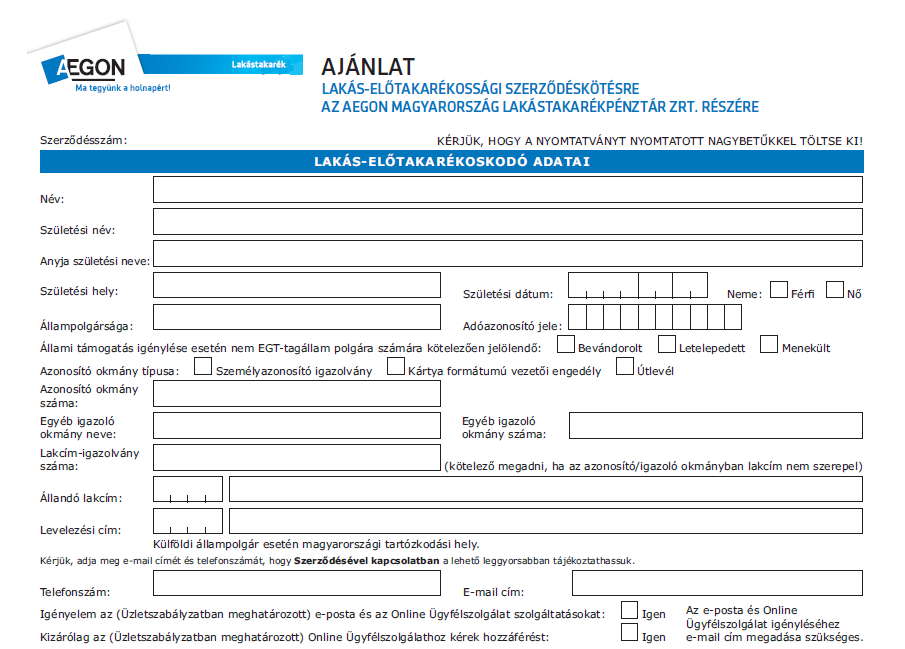 AEGON
Lakástakarék
Ma tegyünk a holnapért!
AJÁNLAT
LAKÁS-ELŐTAKARÉKOSSÁGI SZERZŐDÉSKÖTÉSRE
AZ AEGON MAGYARORSZÁG LAKÁSTAKARÉKPÉNZTÁR ZRT. RÉSZÉRE
Szerződésszám: KÉRJÜK, HOGY A NYOMTATVÁNYT NYOMTATOTT NAGYBETŰKKEL TÖLTSE KI!
LAKÁS-ELŐTAKARÉKOSKODÓ ADATAI
Név:
Születési név:
Anyja születési neve:
Születési hely: Születési dátum: Neme: Férfi Nő
Állampolgársága: Adóazonosító jele:
Állami támogatás igénylése esetén nem EGT-tagállam polgára számára kötelezően jelölendő: Bevándorolt Letelepedett Menekült
Azonosító okmány típusa: Személyazonosító igazolvány Kártya formátumú vezetői engedély Útlevél
Azonosító okmány
száma:
Egyéb igazoló
okmány neve:
Egyéb igazoló
okmány száma:
Lakcím-igazolvány
száma: (kötelező megadni, ha az azonosító/igazoló okmányban lakcím nem szerepel)
Állandó lakcím:
Levelezési cím:
Külföldi állampolgár esetén magyarországi tartózkodási hely.
Kérjük, adja meg e-mail címét és telefonszámát, hogy Szerződésével kapcsolatban a lehető leggyorsabban tájékoztathassuk.
Telefonszám: E-mail cím:
Igénylem az (Üzletszabályzatban meghatározott) e-posta és az Online Ügyfélszolgálat szolgáltatásokat: Igen
Kizárólag az (Üzletszabályzatban meghatározott) Online Ügyfélszolgálathoz kérek hozzáférést: Igen
Az e-posta és Online
Ügyfélszolgálat igényléséhez
e-mail cím megadása szükséges.